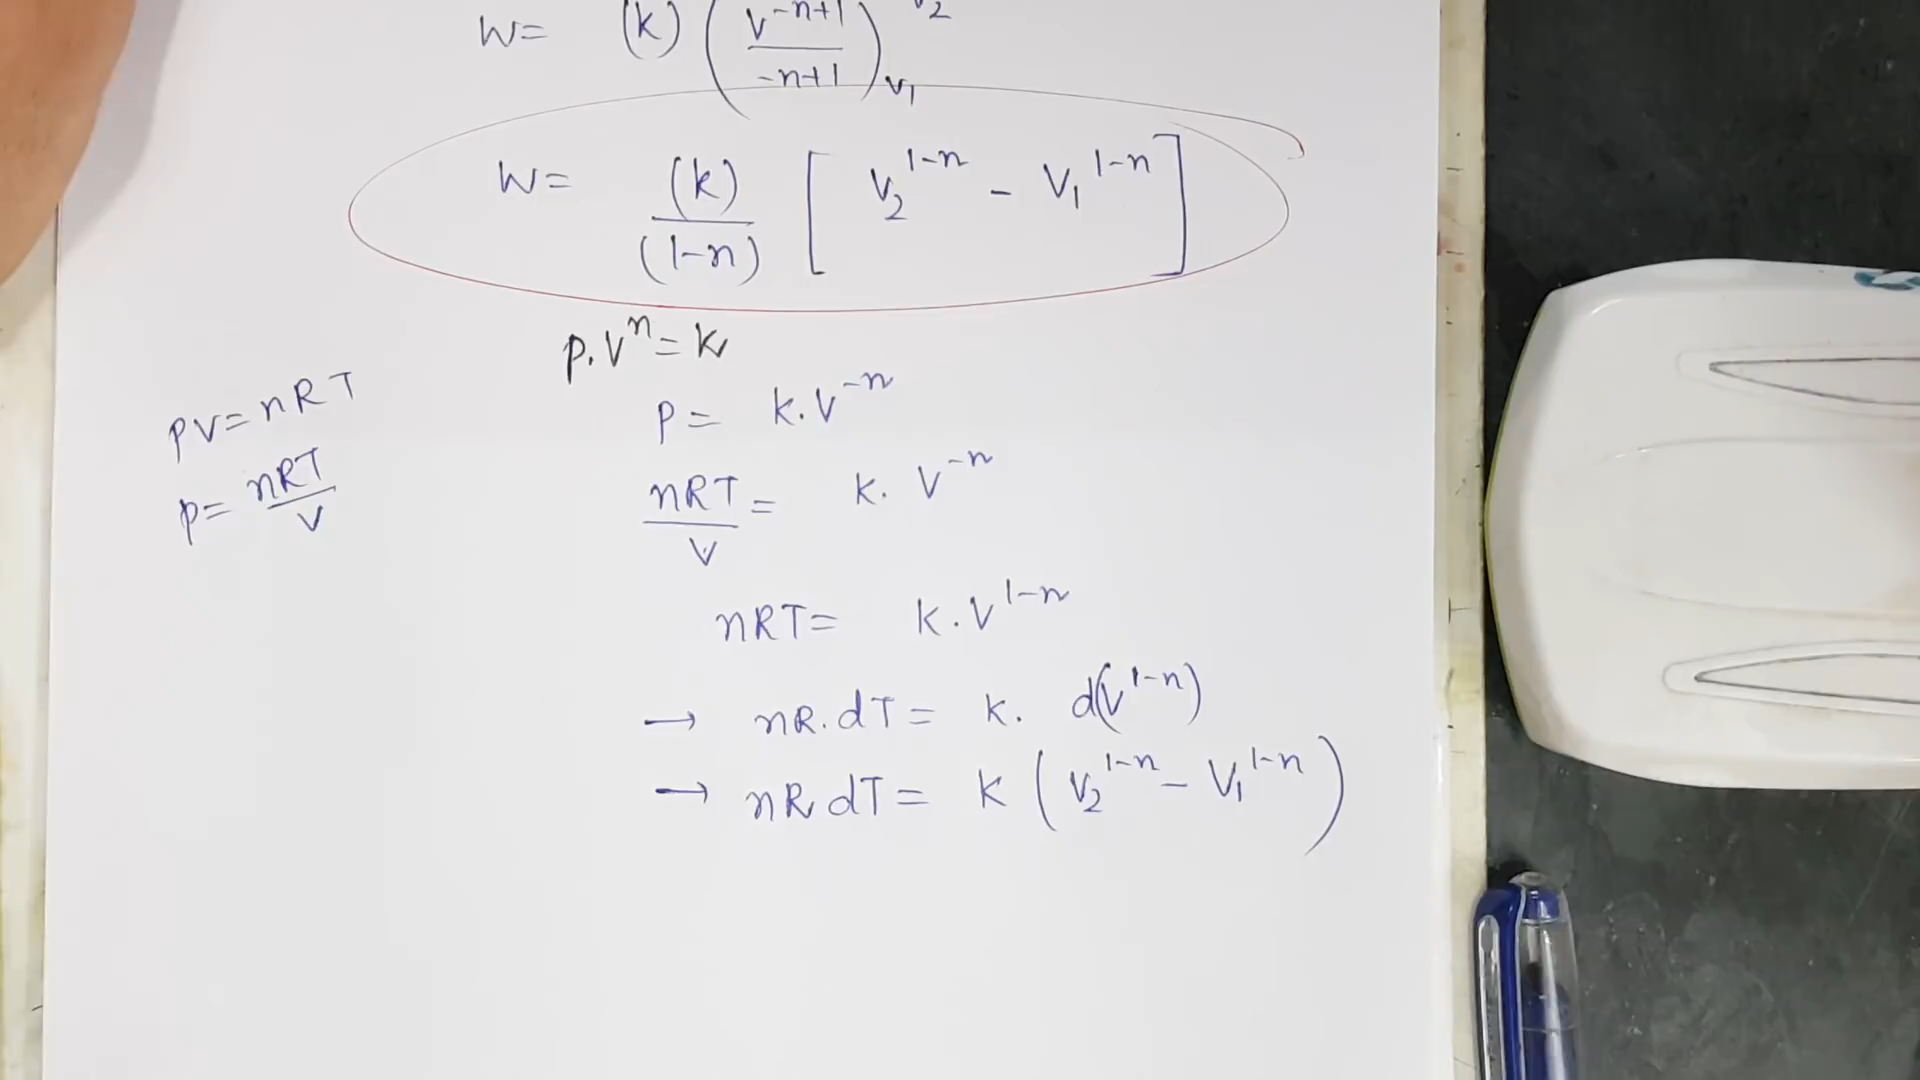 W= (k) (V^{-n+1}/-n+1)_{V1}^{V2}
W= (k)/(1-n) [V2^{1-n} - V1^{1-n}]
p.V^n = k
PV=nRT
p= k.V^{-n}
p= nRT/V
nRT/V = k. V^{-n}
nRT= k.V^{1-n}
→ nR.dT= k. d(V^{1-n})
→ nR dT= k (V2^{1-n} - V1^{1-n})